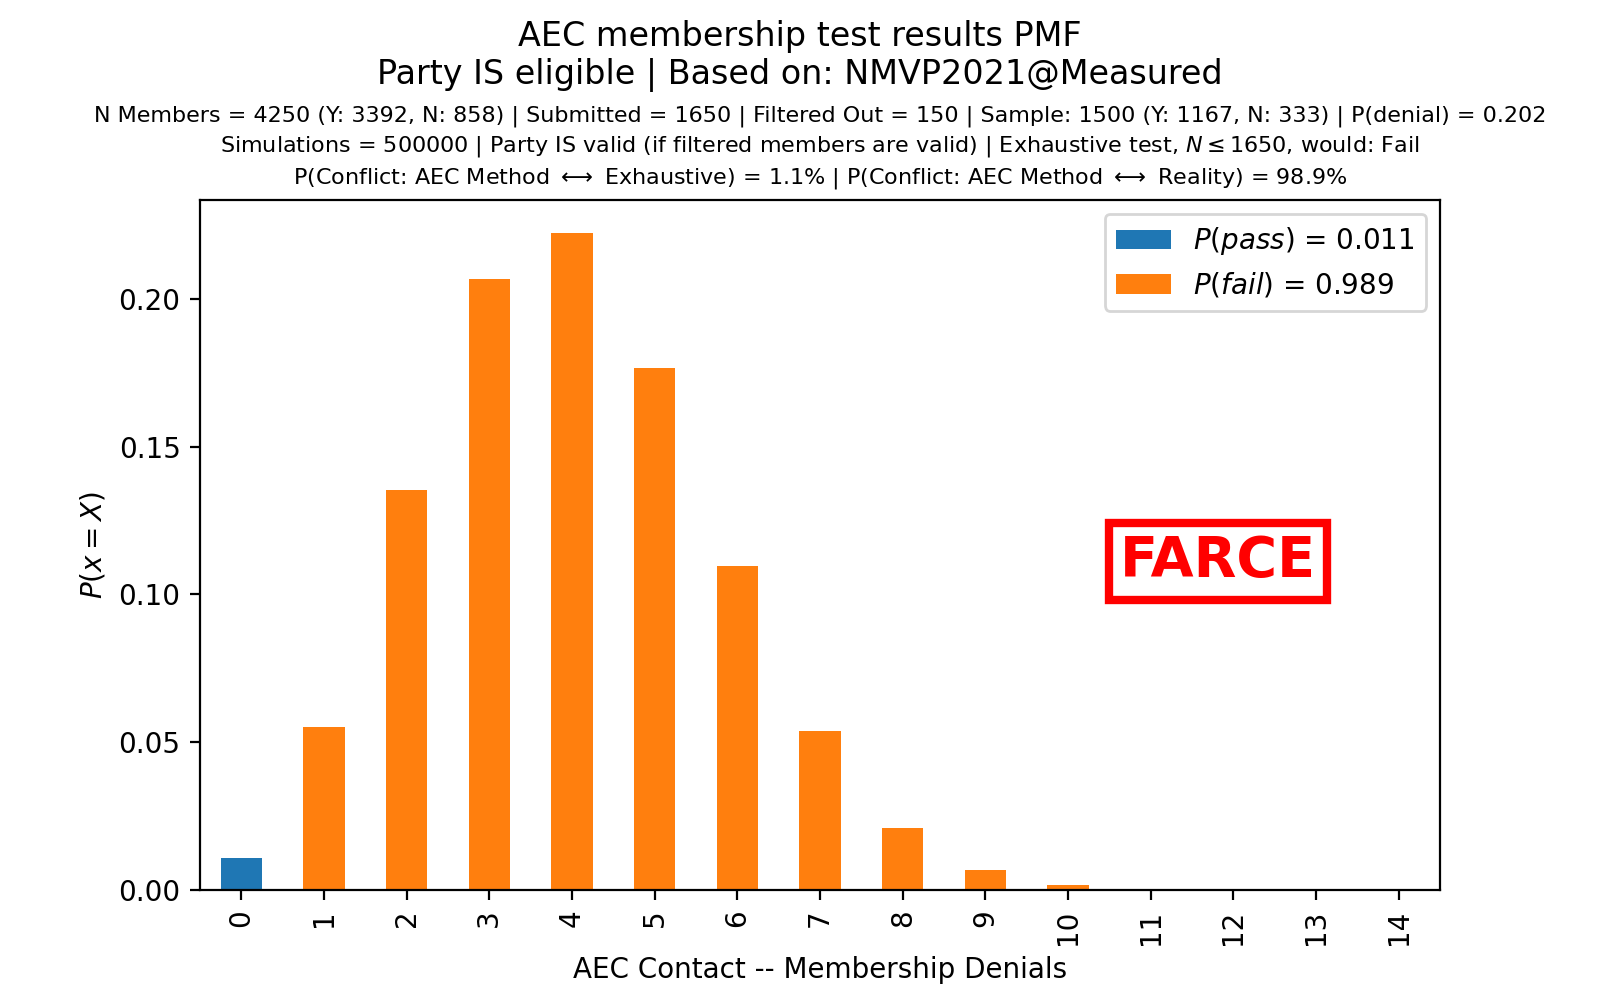 AEC membership test results PMF
Party IS eligible | Based on: NMVP2021@Measured
N Members = 4250 (Y: 3392, N: 858) | Submitted = 1650 | Filtered Out = 150 | Sample: 1500 (Y: 1167, N: 333) | P(denial) = 0.202
Simulations = 500000 | Party IS valid (if filtered members are valid) | Exhaustive test, N ≤ 1650, would: Fail
P(Conflict: AEC Method ⟷ Exhaustive) = 1.1% | P(Conflict: AEC Method ⟷ Reality) = 98.9%
P(pass) = 0.011
P(fail) = 0.989
0.20
0.15
0.10
0.05
0.00
P(x = X)
FARCE
0 1 2 3 4 5 6 7 8 9 10 11 12 13 14
AEC Contact -- Membership Denials